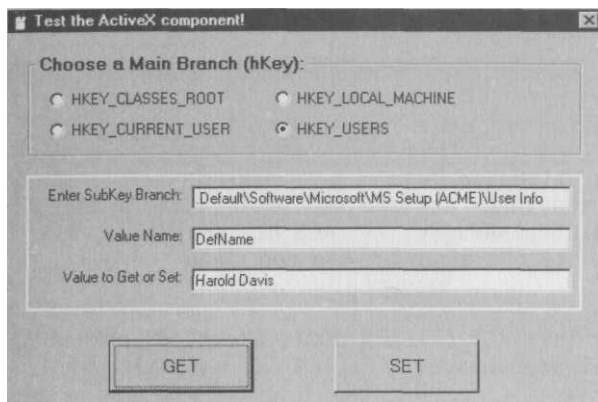 Test the ActiveX component!
Choose a Main Branch (hKey):
HKEY_CLASSES_ROOT HKEY_LOCAL_MACHINE
HKEY_CURRENT_USER HKEY_USERS
Enter SubKey Branch: .Default\Software\Microsoft\MS Setup (ACME)\User Info
Value Name: DefName
Value to Get or Set: Harold Davis
GET SET